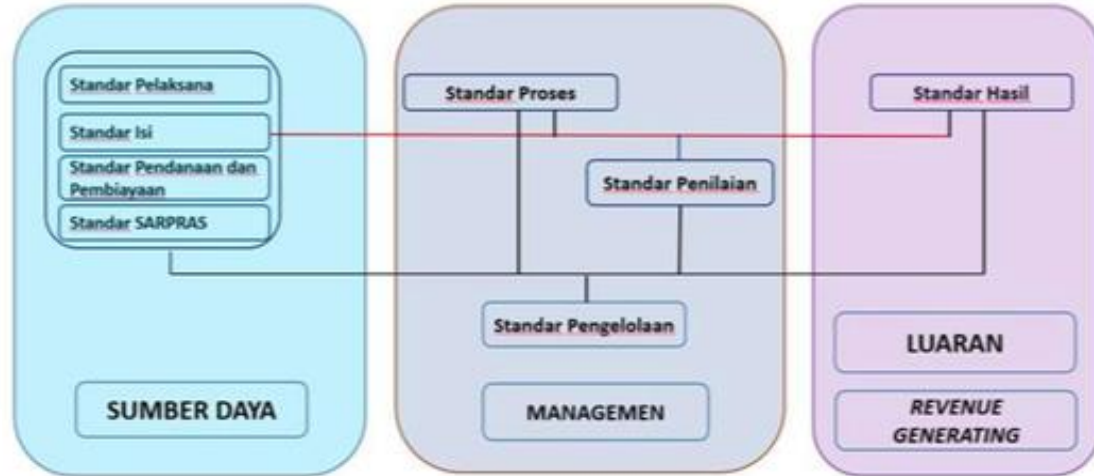 Standar Pelaksana
Standar Isi
Standar Pendanaan dan
Pembiayaan
Standar SARPRAS
SUMBER DAYA
Standar Proses
Standar Penilaian
Standar Pengelolaan
MANAGEMEN
Standar Hasil
LUARAN
REVENUE
GENERATING